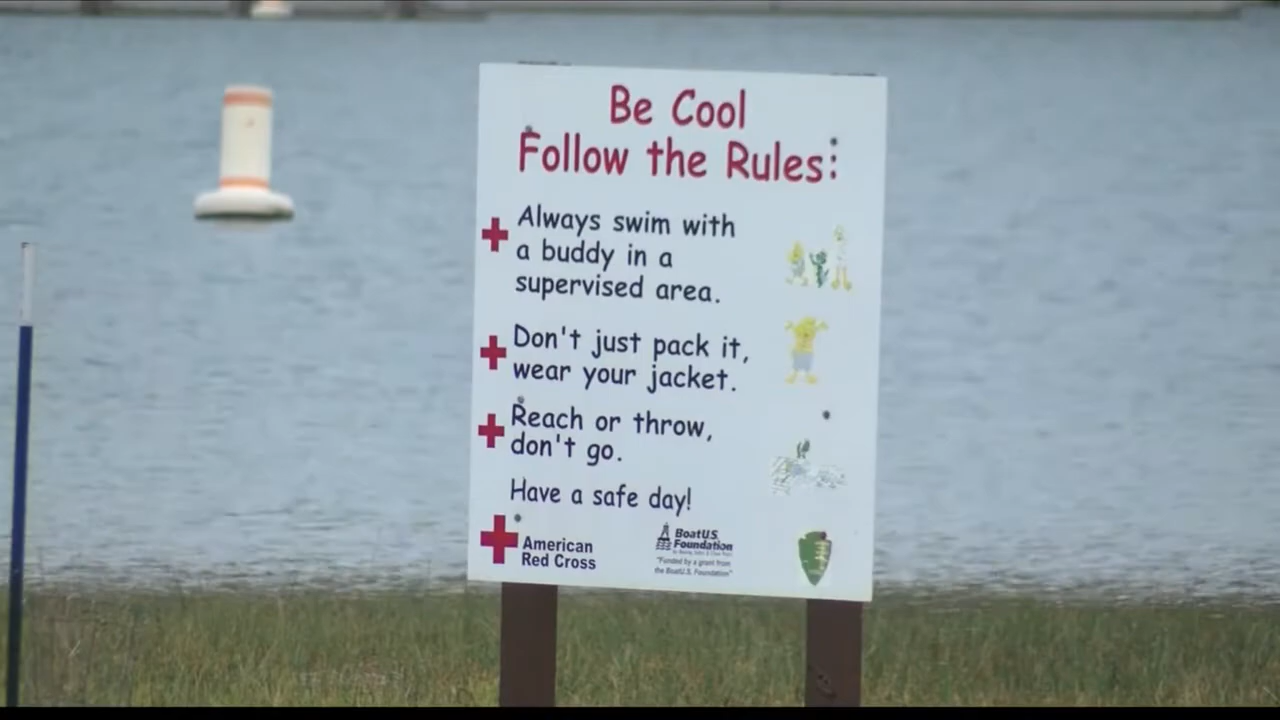 Be Cool
Follow the Rules:
Always swim with
a buddy in a
supervised area.
Don't just pack it,
wear your jacket.
Reach or throw,
don't go.
Have a safe day!
American
Red Cross
BoatU.S.
Foundation
"Funded by a grant from
the BoatU.S. Foundation"